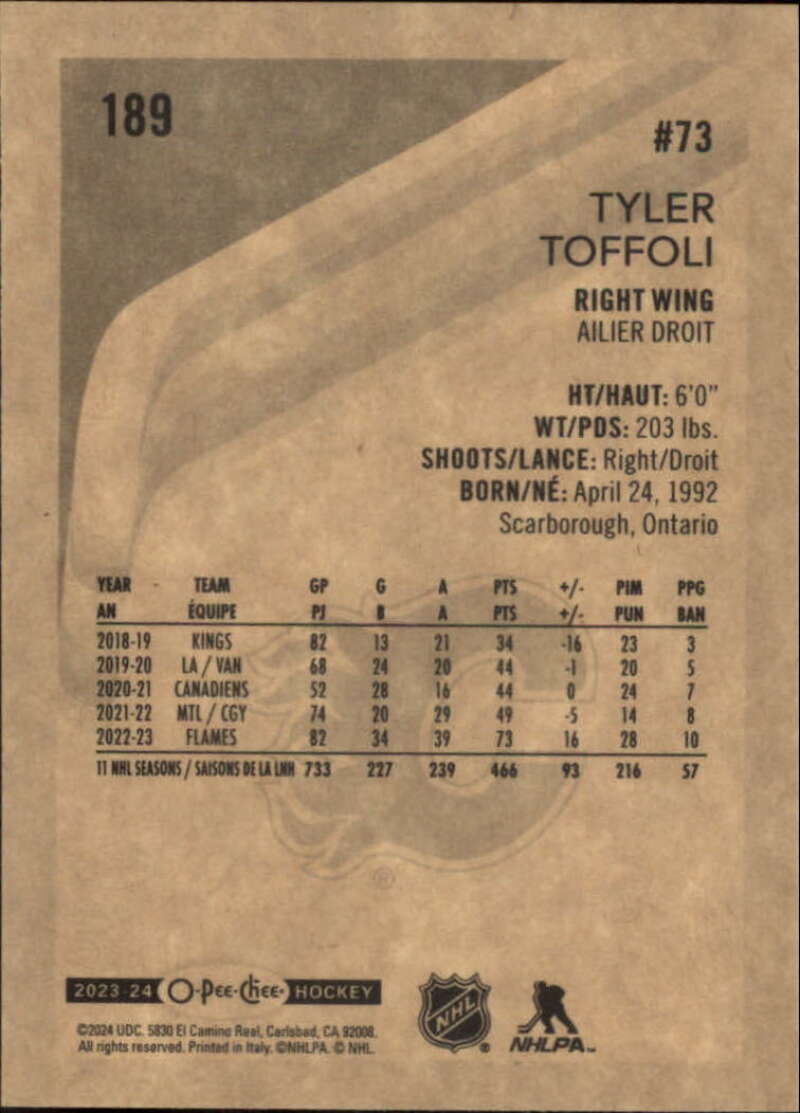 189
#73
TYLER
TOFFOLI
RIGHT WING
AILIER DROIT
HT/HAUT: 6'0"
WT/PDS: 203 lbs.
SHOOTS/LANCE: Right/Droit
BORN/NÉ: April 24, 1992
Scarborough, Ontario
YEAR TEAM GP G A PTS +/- PIM PPG
AN ÉQUIPE PJ B A PTS +/- PUN BAN
2018-19 KINGS 82 13 21 34 -16 23 3
2019-20 LA / VAN 68 24 20 44 -1 20 5
2020-21 CANADIENS 52 28 16 44 0 24 7
2021-22 MTL / CGY 74 20 29 49 -5 14 8
2022-23 FLAMES 82 34 39 73 16 28 10
11 NHL SEASONS / SAISONS DE LA LNH 733 227 239 466 93 216 57
2023-24 O-Pee-Chee HOCKEY
©2024 UDC. 5830 El Camino Real, Carlsbad, CA 92008.
All rights reserved. Printed in Italy. ©NHLPA. © NHL.
NHL
NHLPA